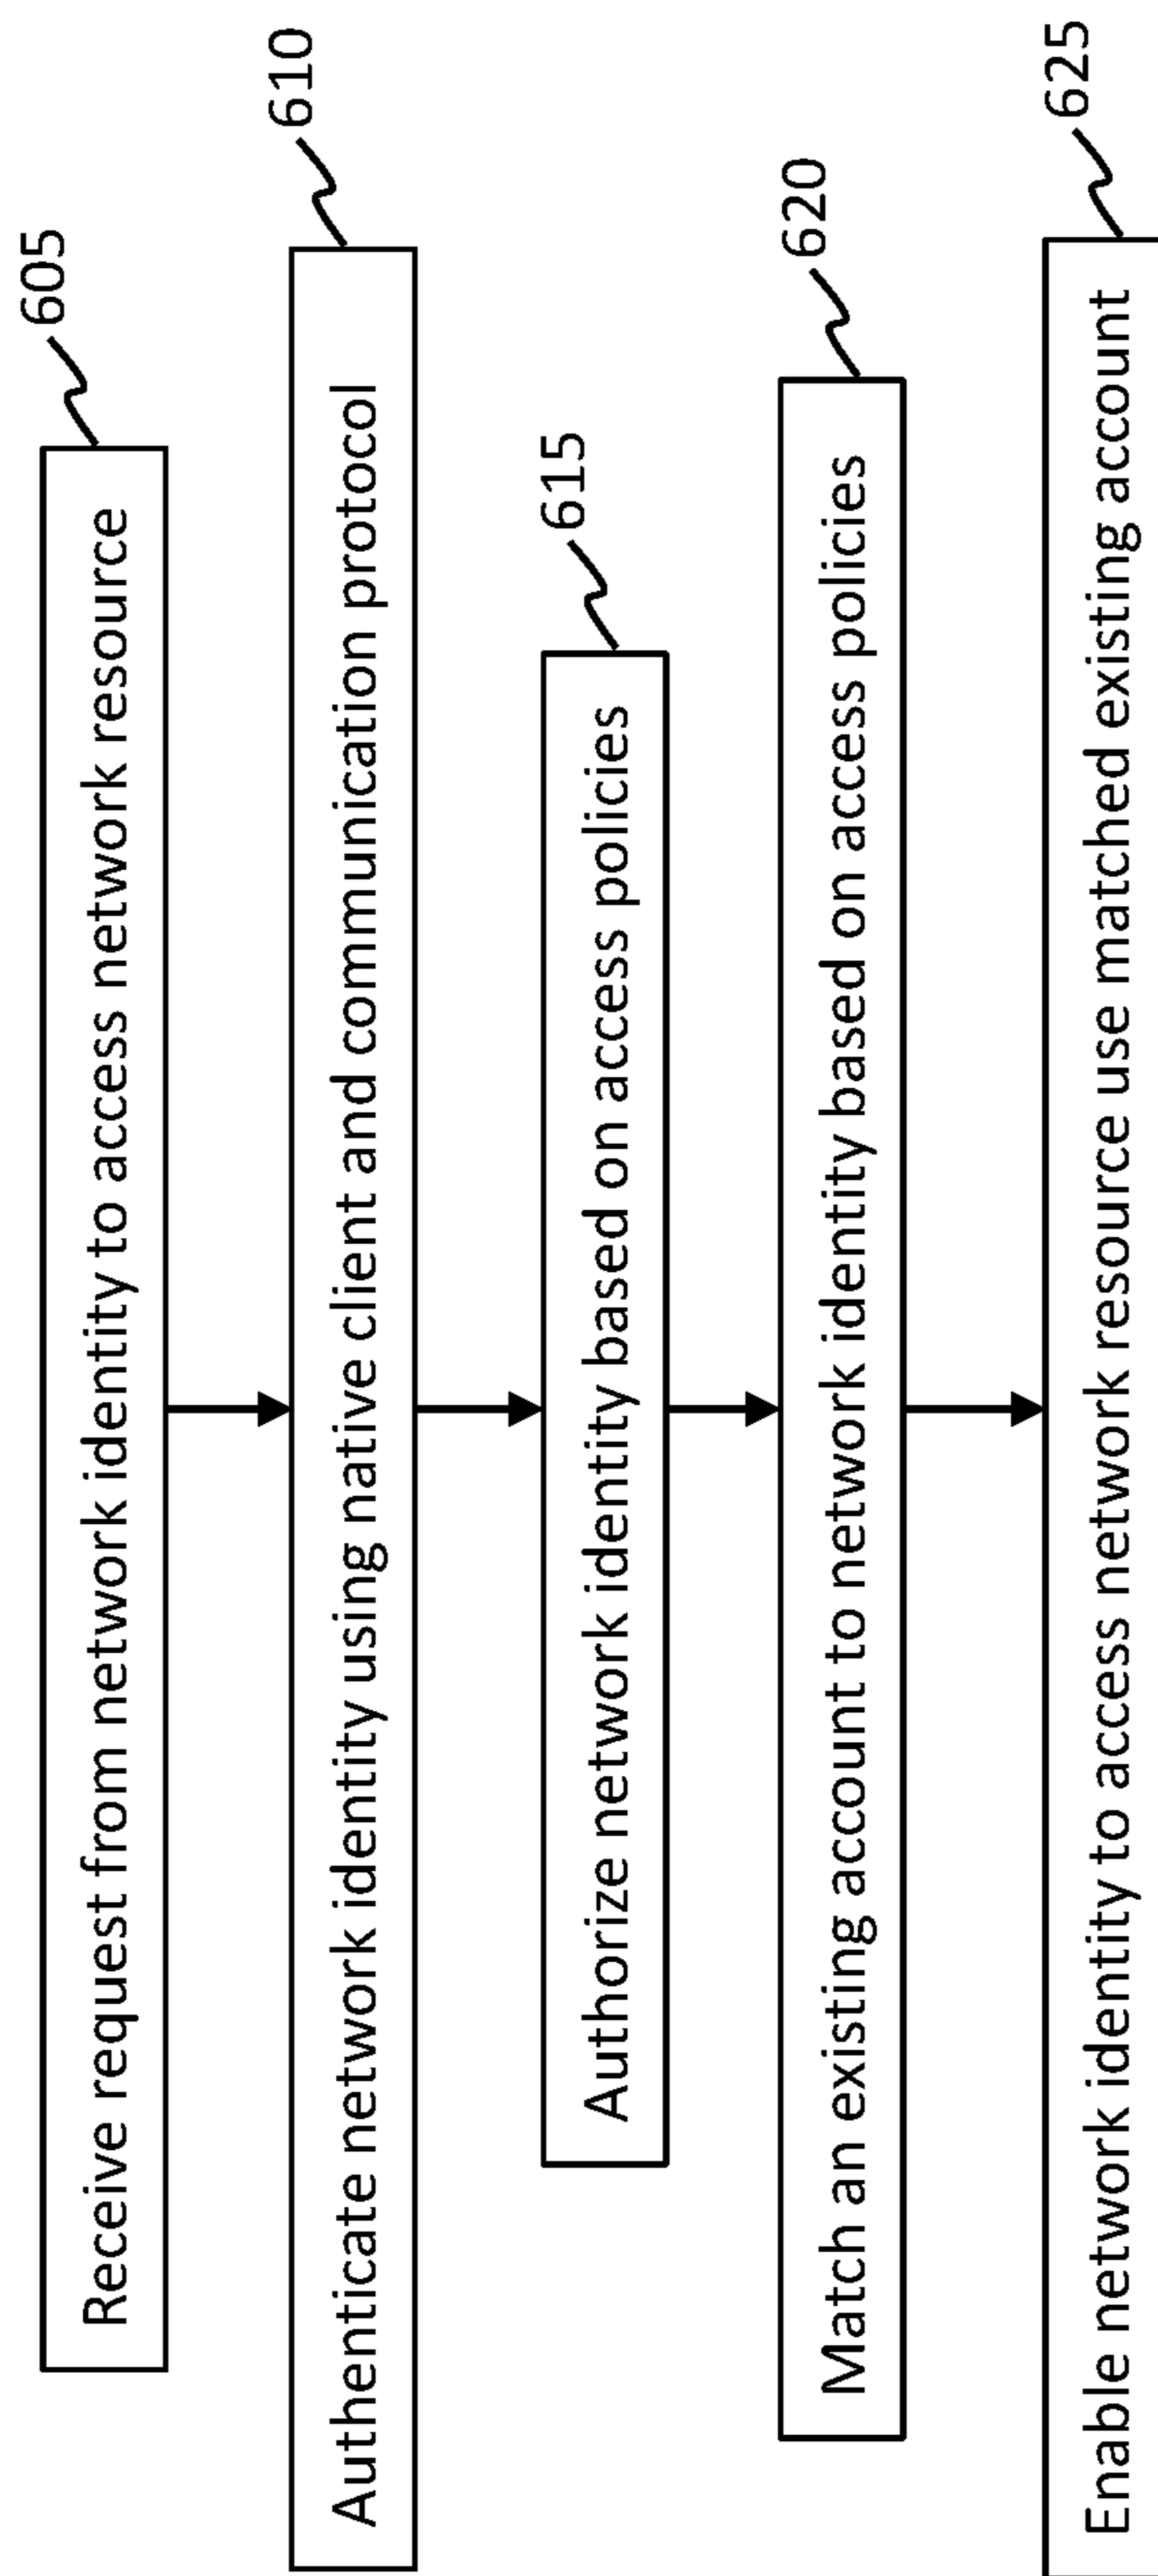 605
Receive request from network identity to access network resource
610
Authenticate network identity using native client and communication protocol
615
Authorize network identity based on access policies
620
Match an existing account to network identity based on access policies
625
Enable network identity to access network resource use matched existing account